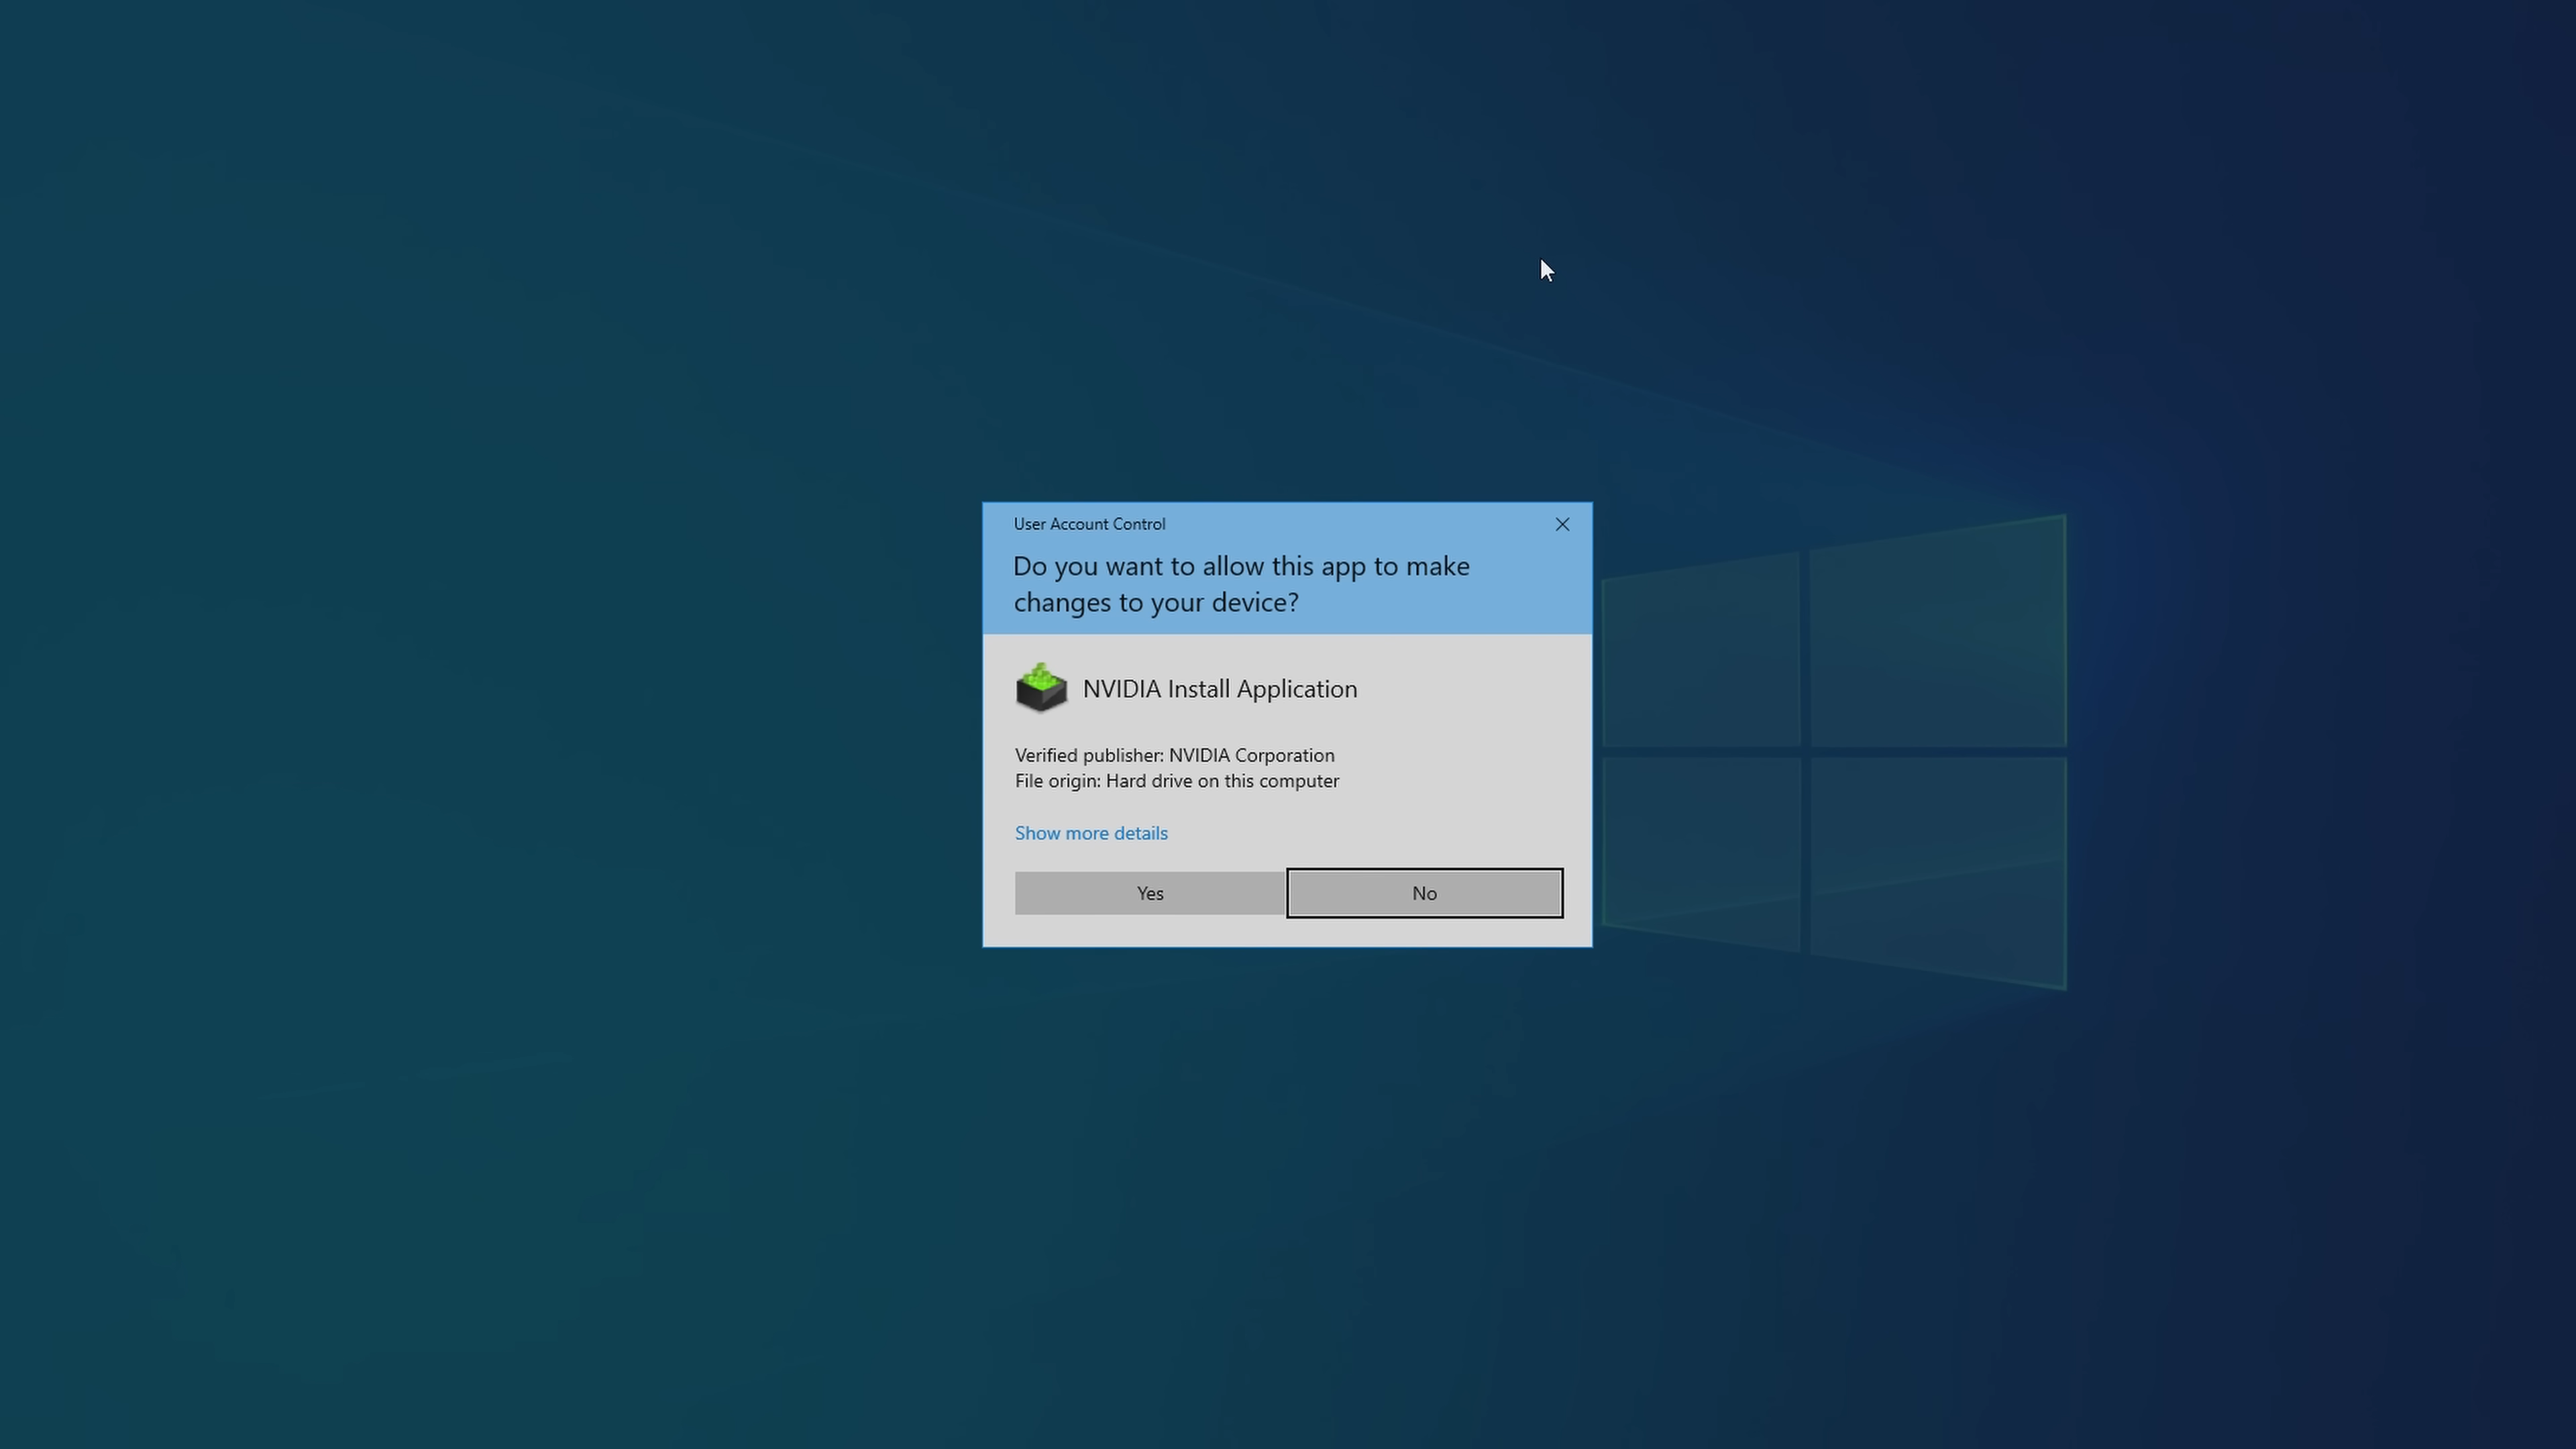 User Account Control
Do you want to allow this app to make
changes to your device?
NVIDIA Install Application
Verified publisher: NVIDIA Corporation
File origin: Hard drive on this computer
Show more details
Yes
No